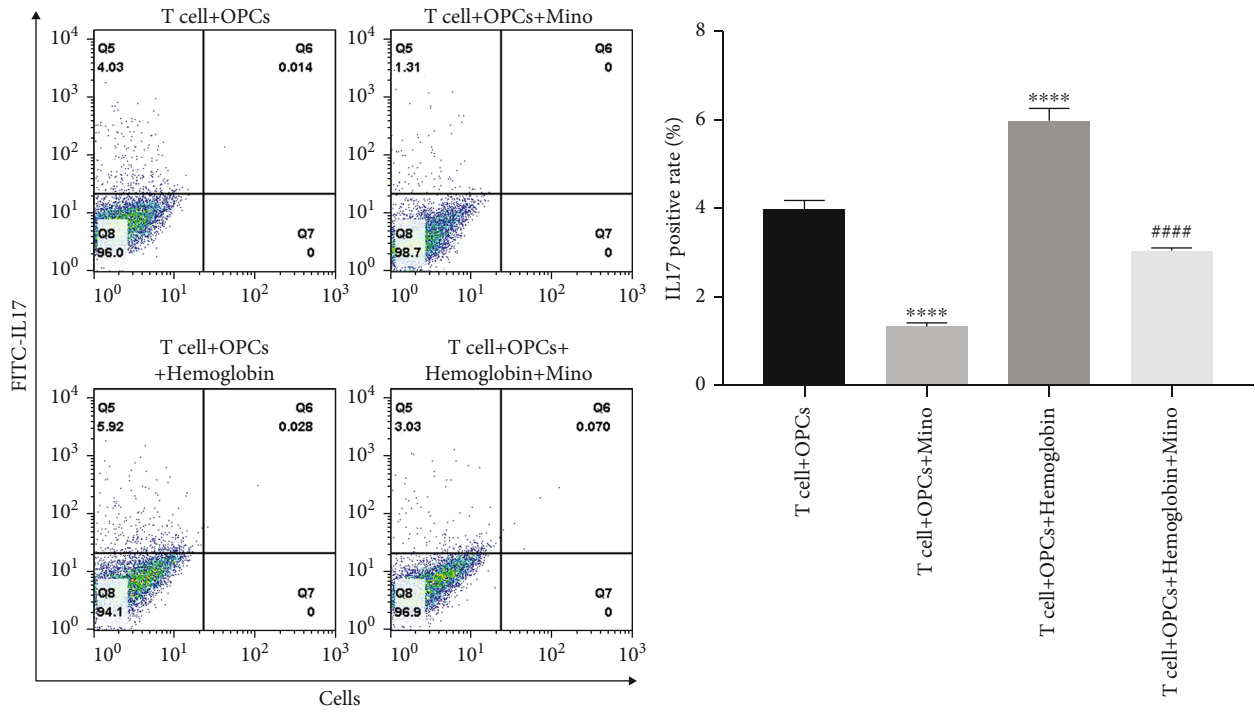 T cell+OPCs
10⁴
10³
10²
10¹
10⁰
Q5
4.03
Q6
0.014
Q8
96.0
Q7
0
10⁰ 10¹ 10² 10³
T cell+OPCs+Mino
10⁴
10³
10²
10¹
10⁰
Q5
1.31
Q6
0
Q8
98.7
Q7
0
10⁰ 10¹ 10² 10³
T cell+OPCs
+Hemoglobin
10⁴
10³
10²
10¹
10⁰
Q5
5.92
Q6
0.028
Q8
94.1
Q7
0
10⁰ 10¹ 10² 10³
T cell+OPCs+
Hemoglobin+Mino
10⁴
10³
10²
10¹
10⁰
Q5
3.03
Q6
0.070
Q8
96.9
Q7
0
10⁰ 10¹ 10² 10³
FITC-IL17
Cells
IL17 positive rate (%)
8
6
4
2
0
****
****
####
T cell+OPCs
T cell+OPCs+Mino
T cell+OPCs+Hemoglobin
T cell+OPCs+Hemoglobin+Mino